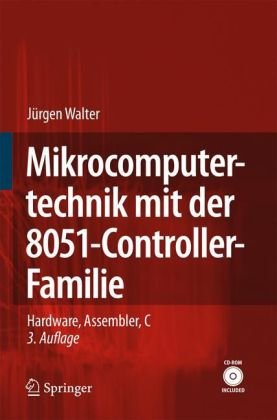 Jürgen Walter
Mikrocomputer-
technik mit der
8051-Controller-
Familie
Hardware, Assembler, C
3. Auflage
CD-ROM
INCLUDED
Springer